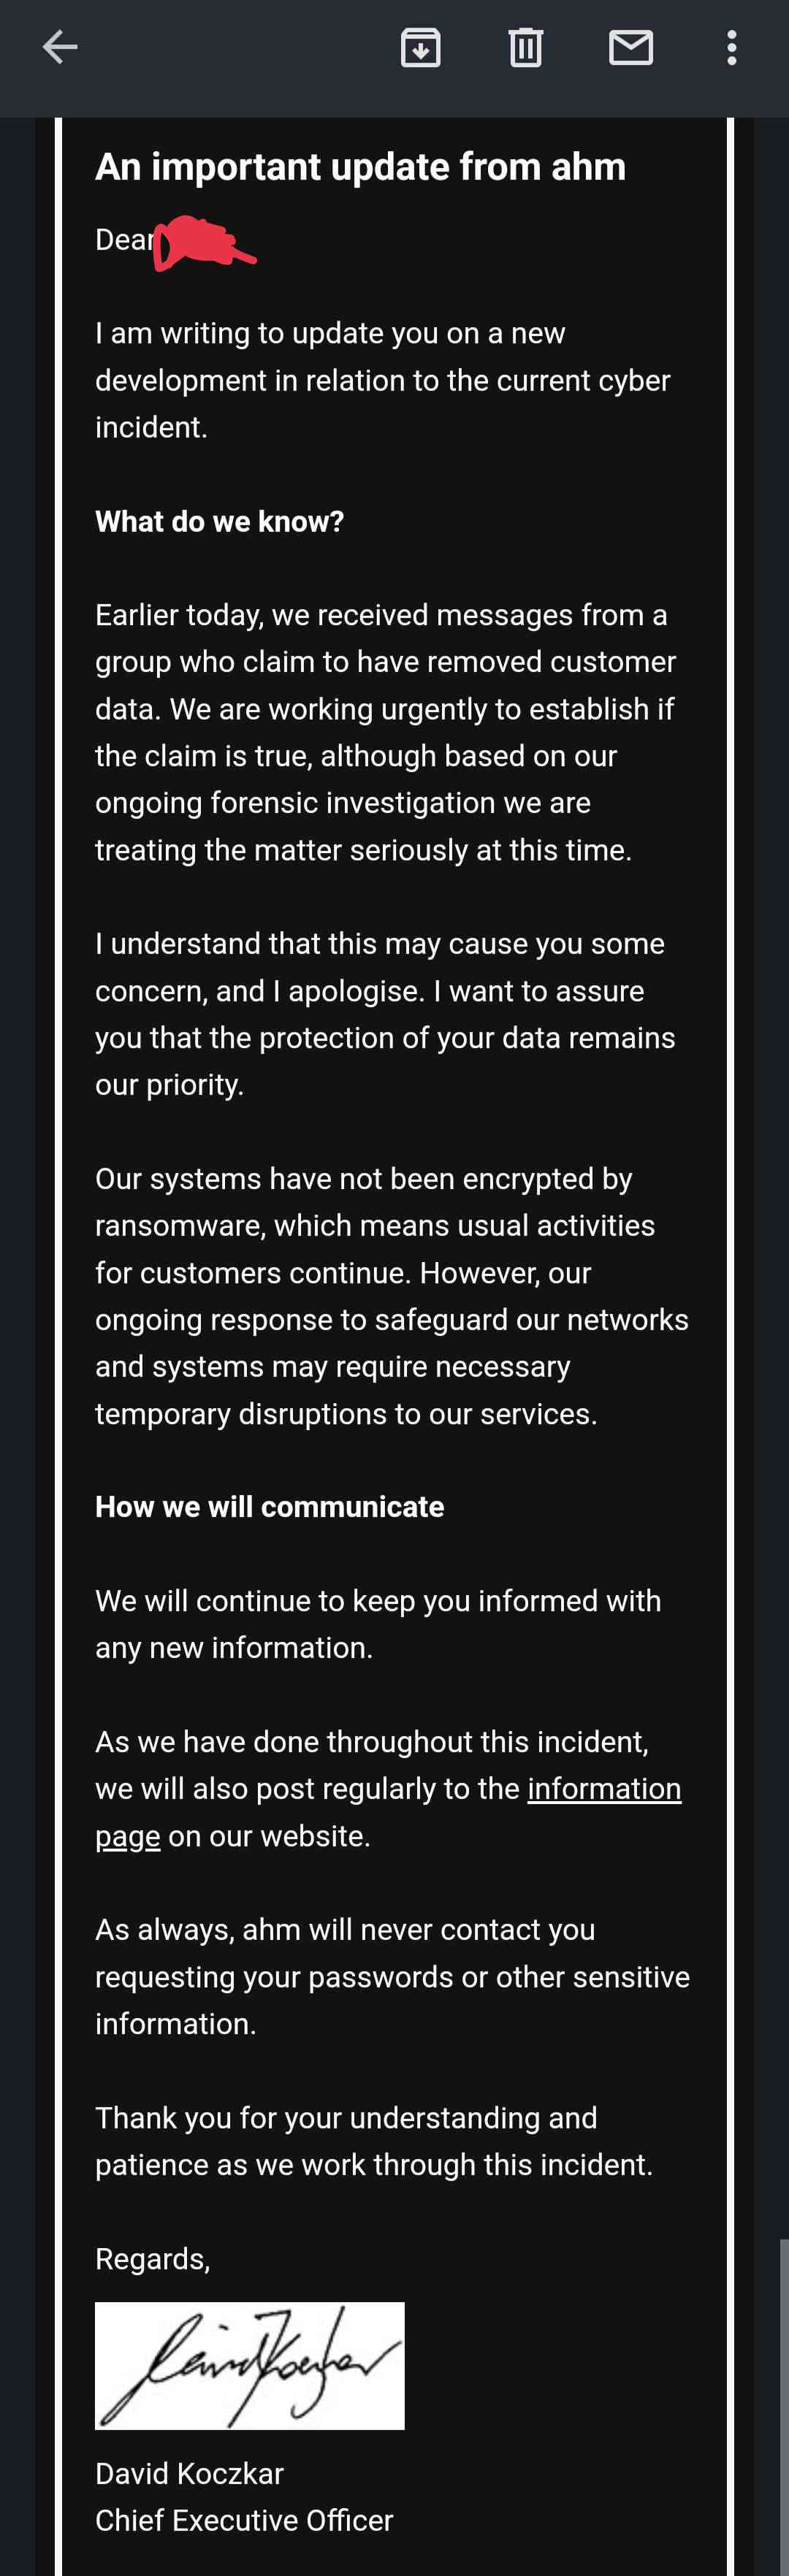 An important update from ahm
Dear
I am writing to update you on a new
development in relation to the current cyber
incident.
What do we know?
Earlier today, we received messages from a
group who claim to have removed customer
data. We are working urgently to establish if
the claim is true, although based on our
ongoing forensic investigation we are
treating the matter seriously at this time.
I understand that this may cause you some
concern, and I apologise. I want to assure
you that the protection of your data remains
our priority.
Our systems have not been encrypted by
ransomware, which means usual activities
for customers continue. However, our
ongoing response to safeguard our networks
and systems may require necessary
temporary disruptions to our services.
How we will communicate
We will continue to keep you informed with
any new information.
As we have done throughout this incident,
we will also post regularly to the information
page on our website.
As always, ahm will never contact you
requesting your passwords or other sensitive
information.
Thank you for your understanding and
patience as we work through this incident.
Regards,
David Koczkar
Chief Executive Officer